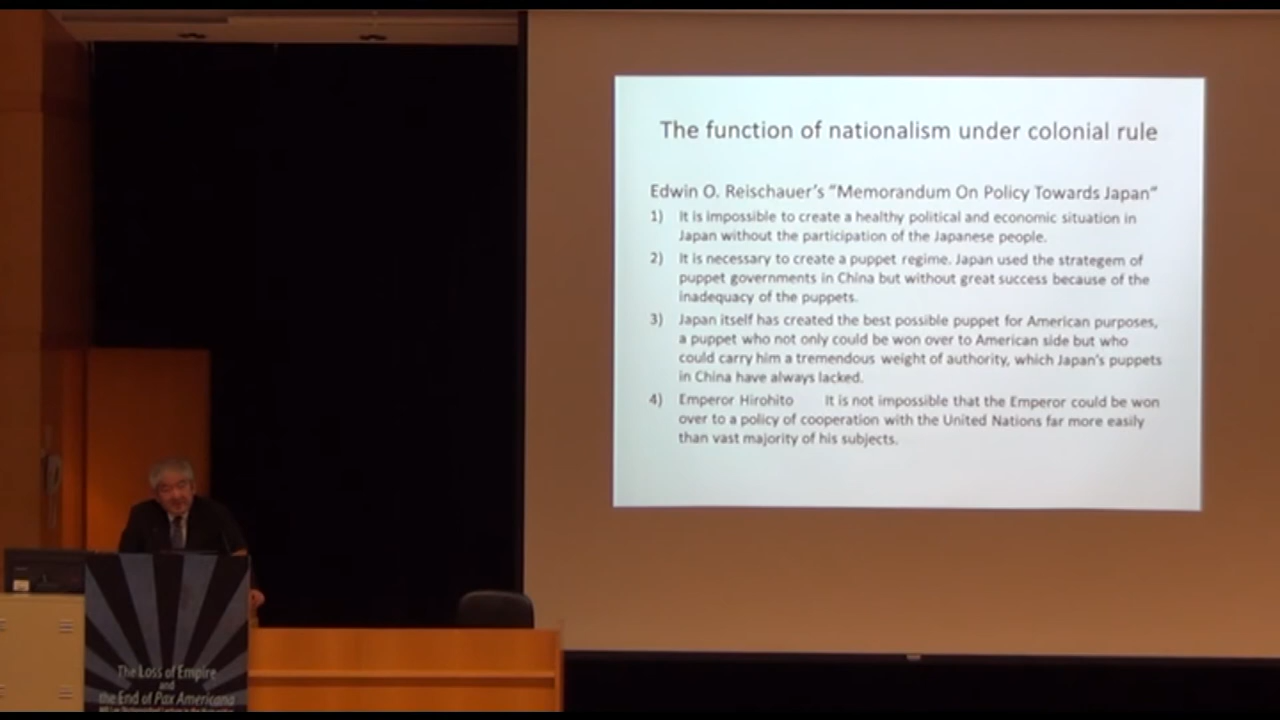 The function of nationalism under colonial rule
Edwin O. Reischauer's "Memorandum On Policy Towards Japan"
1) It is impossible to create a healthy political and economic situation in
Japan without the participation of the Japanese people.
2) It is necessary to create a puppet regime. Japan used the strategem of
puppet governments in China but without great success because of the
inadequacy of the puppets.
3) Japan itself has created the best possible puppet for American purposes,
a puppet who not only could be won over to American side but who
could carry him a tremendous weight of authority, which Japan's puppets
in China have always lacked.
4) Emperor Hirohito It is not impossible that the Emperor could be won
over to a policy of cooperation with the United Nations far more easily
than vast majority of his subjects.
The Loss of Empire
and
the End of Pax Americana